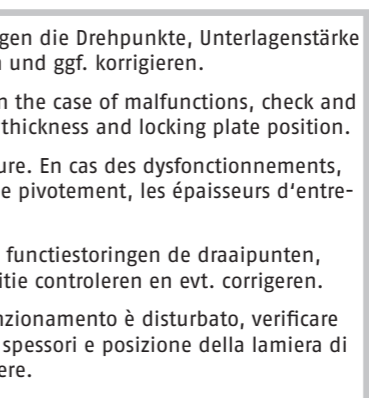 gen die Drehpunkte, Unterlagenstärke
und ggf. korrigieren.
n the case of malfunctions, check and
thickness and locking plate position.
ure. En cas des dysfonctionnements,
e pivotement, les épaisseurs d'entre-
functiestoringen de draaipunten,
itie controleren en evt. corrigeren.
nzionamento è disturbato, verificare
spessori e posizione della lamiera di
ere.